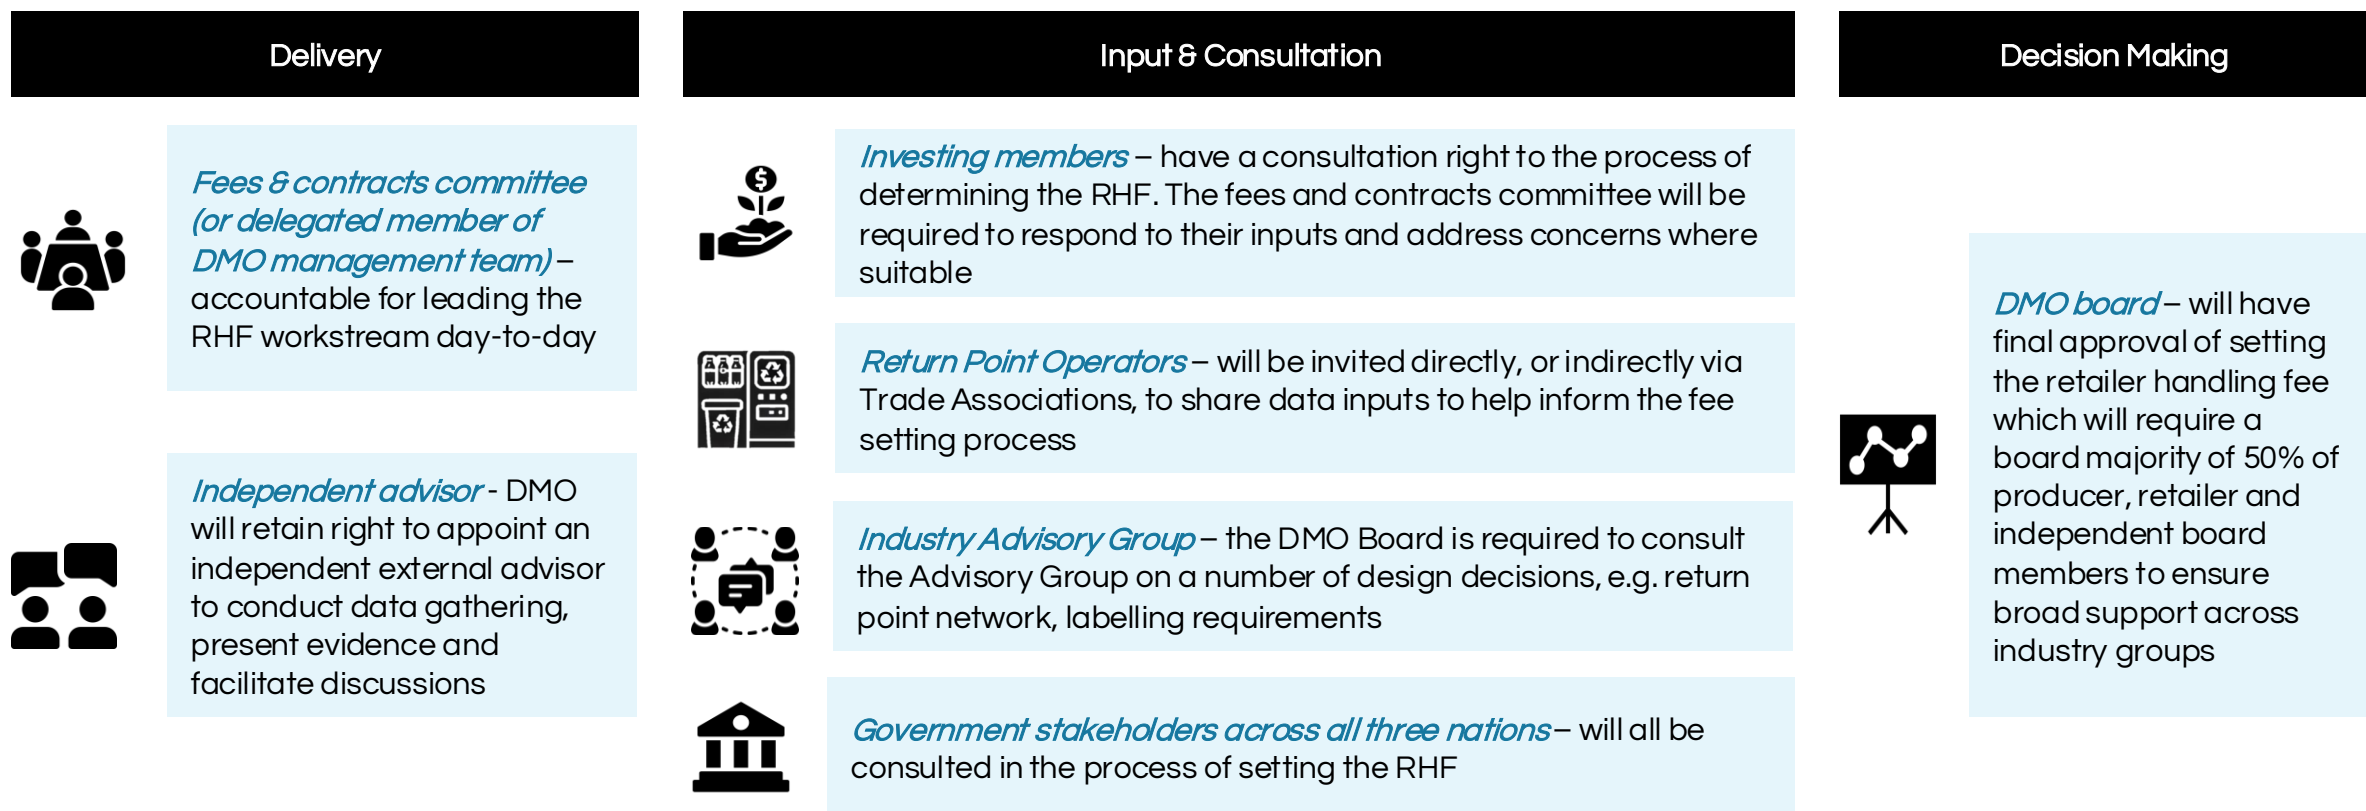 Delivery
Fees & contracts committee
(or delegated member of
DMO management team) –
accountable for leading the
RHF workstream day-to-day
Independent advisor - DMO
will retain right to appoint an
independent external advisor
to conduct data gathering,
present evidence and
facilitate discussions
Input & Consultation
Investing members – have a consultation right to the process of
determining the RHF. The fees and contracts committee will be
required to respond to their inputs and address concerns where
suitable
Return Point Operators – will be invited directly, or indirectly via
Trade Associations, to share data inputs to help inform the fee
setting process
Industry Advisory Group – the DMO Board is required to consult
the Advisory Group on a number of design decisions, e.g. return
point network, labelling requirements
Government stakeholders across all three nations – will all be
consulted in the process of setting the RHF
Decision Making
DMO board – will have
final approval of setting
the retailer handling fee
which will require a
board majority of 50% of
producer, retailer and
independent board
members to ensure
broad support across
industry groups